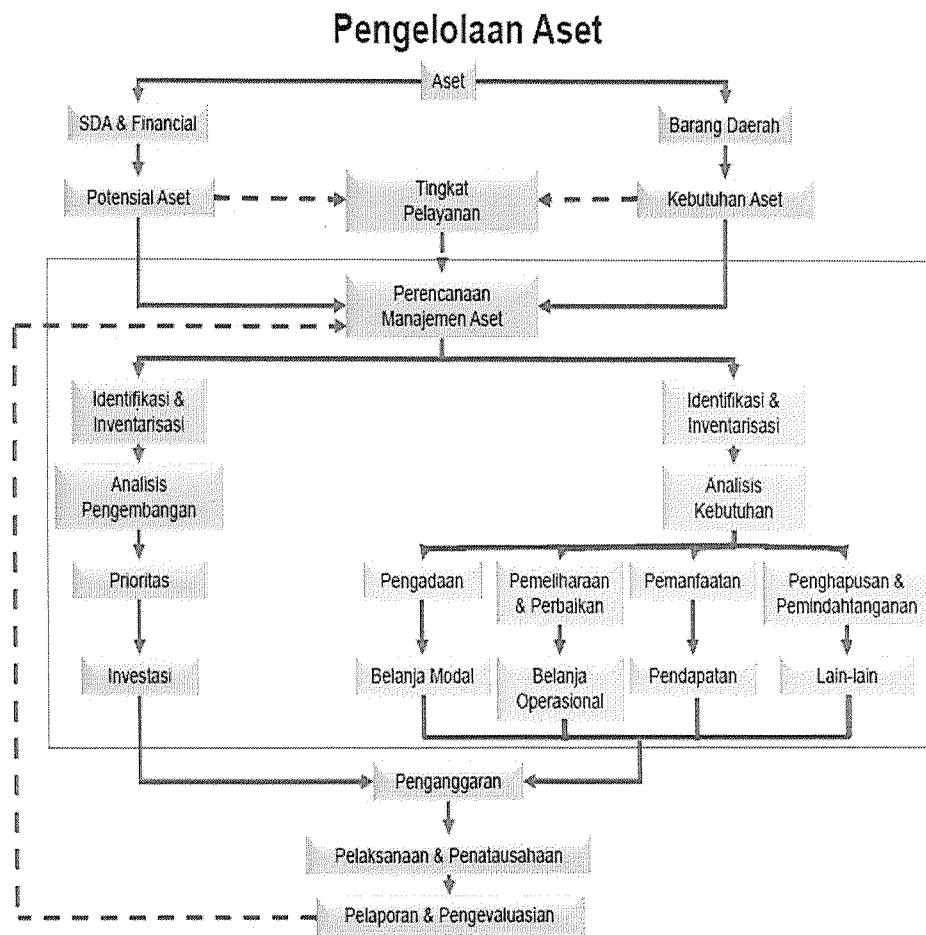 Pengelolaan Aset
Aset
SDA & Financial
Barang Daerah
Potensial Aset
Tingkat
Pelayanan
Kebutuhan Aset
Perencanaan
Manajemen Aset
Identifikasi &
Inventarisasi
Identifikasi &
Inventarisasi
Analisis
Pengembangan
Analisis
Kebutuhan
Prioritas
Pengadaan
Pemeliharaan
& Perbaikan
Pemanfaatan
Penghapusan &
Pemindahtanganan
Investasi
Belanja Modal
Belanja
Operasional
Pendapatan
Lain-lain
Penganggaran
Pelaksanaan & Penatausahaan
Pelaporan & Pengevaluasian